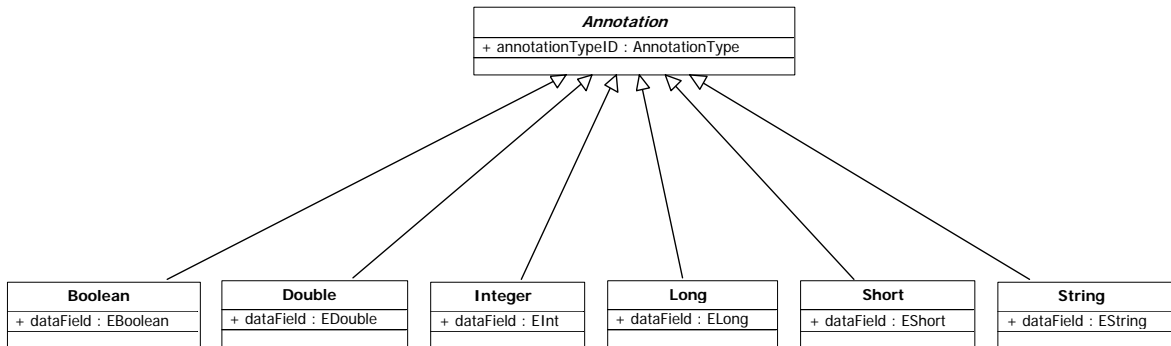 Annotation
+ annotationTypeID : AnnotationType
Boolean
+ dataField : EBoolean
Double
+ dataField : EDouble
Integer
+ dataField : EInt
Long
+ dataField : ELong
Short
+ dataField : EShort
String
+ dataField : EString